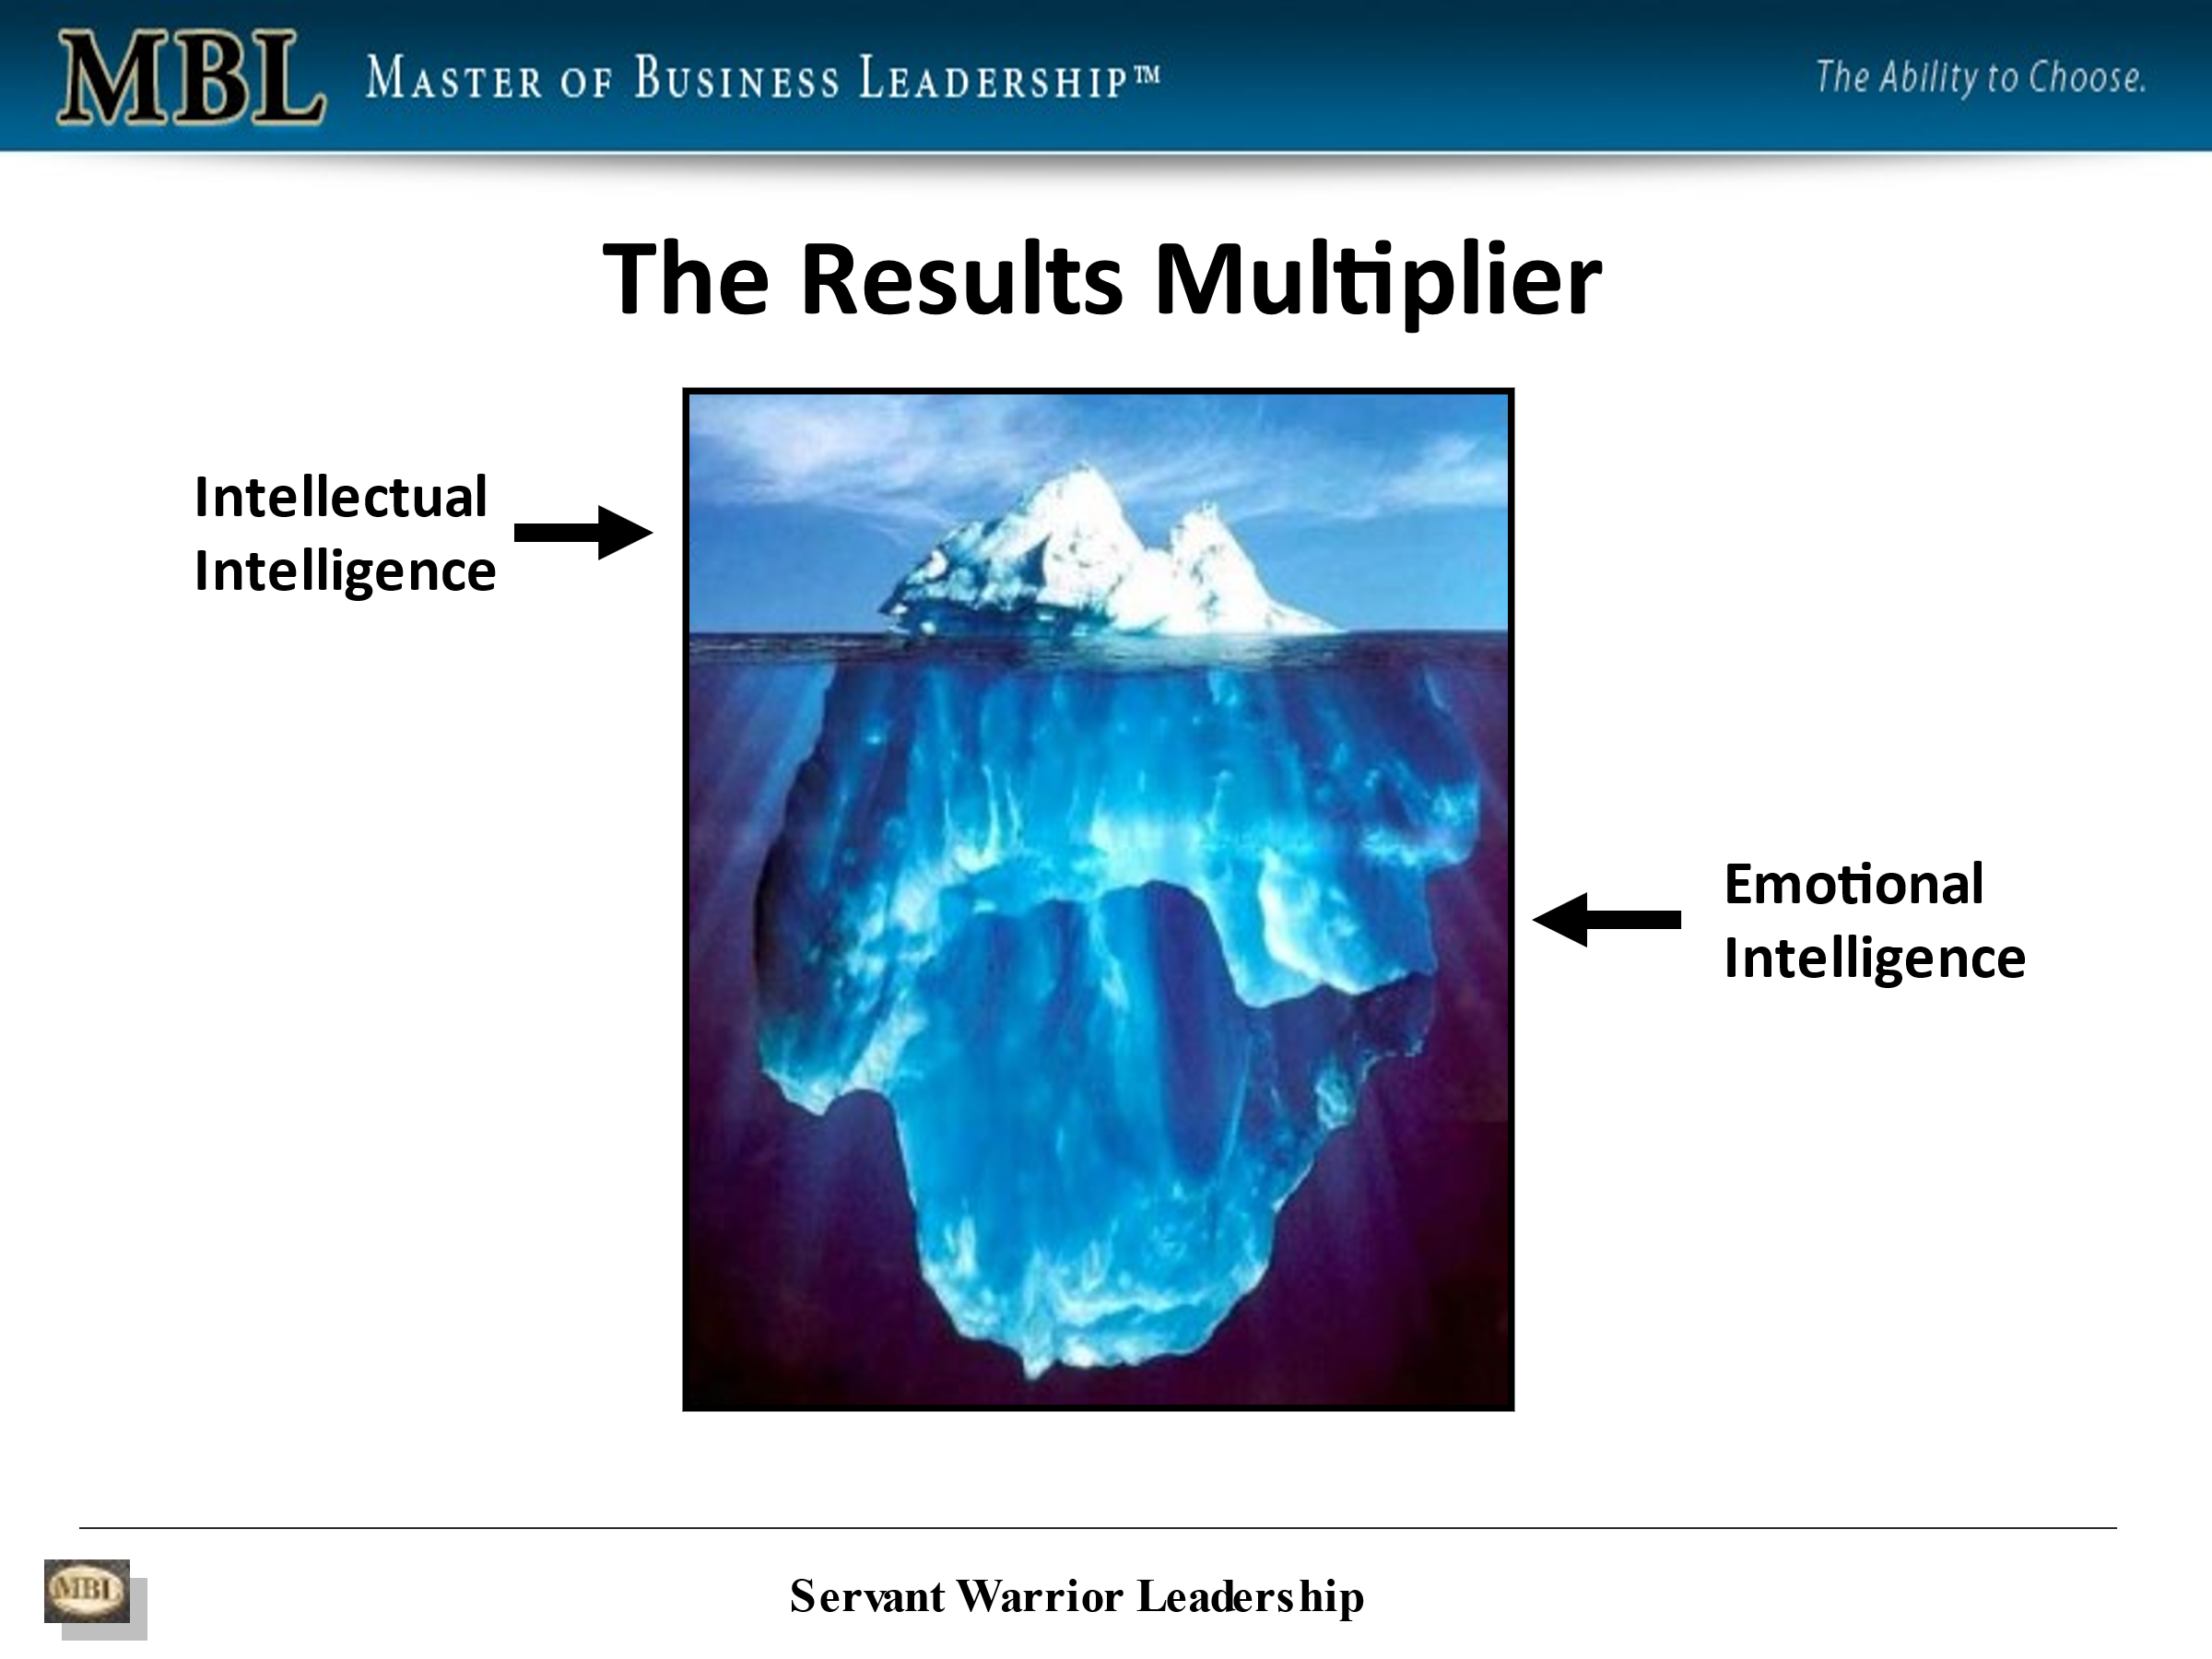 MBL MASTER OF BUSINESS LEADERSHIP™ The Ability to Choose.
The Results Multiplier
Intellectual
Intelligence
Emotional
Intelligence
MBL
Servant Warrior Leadership